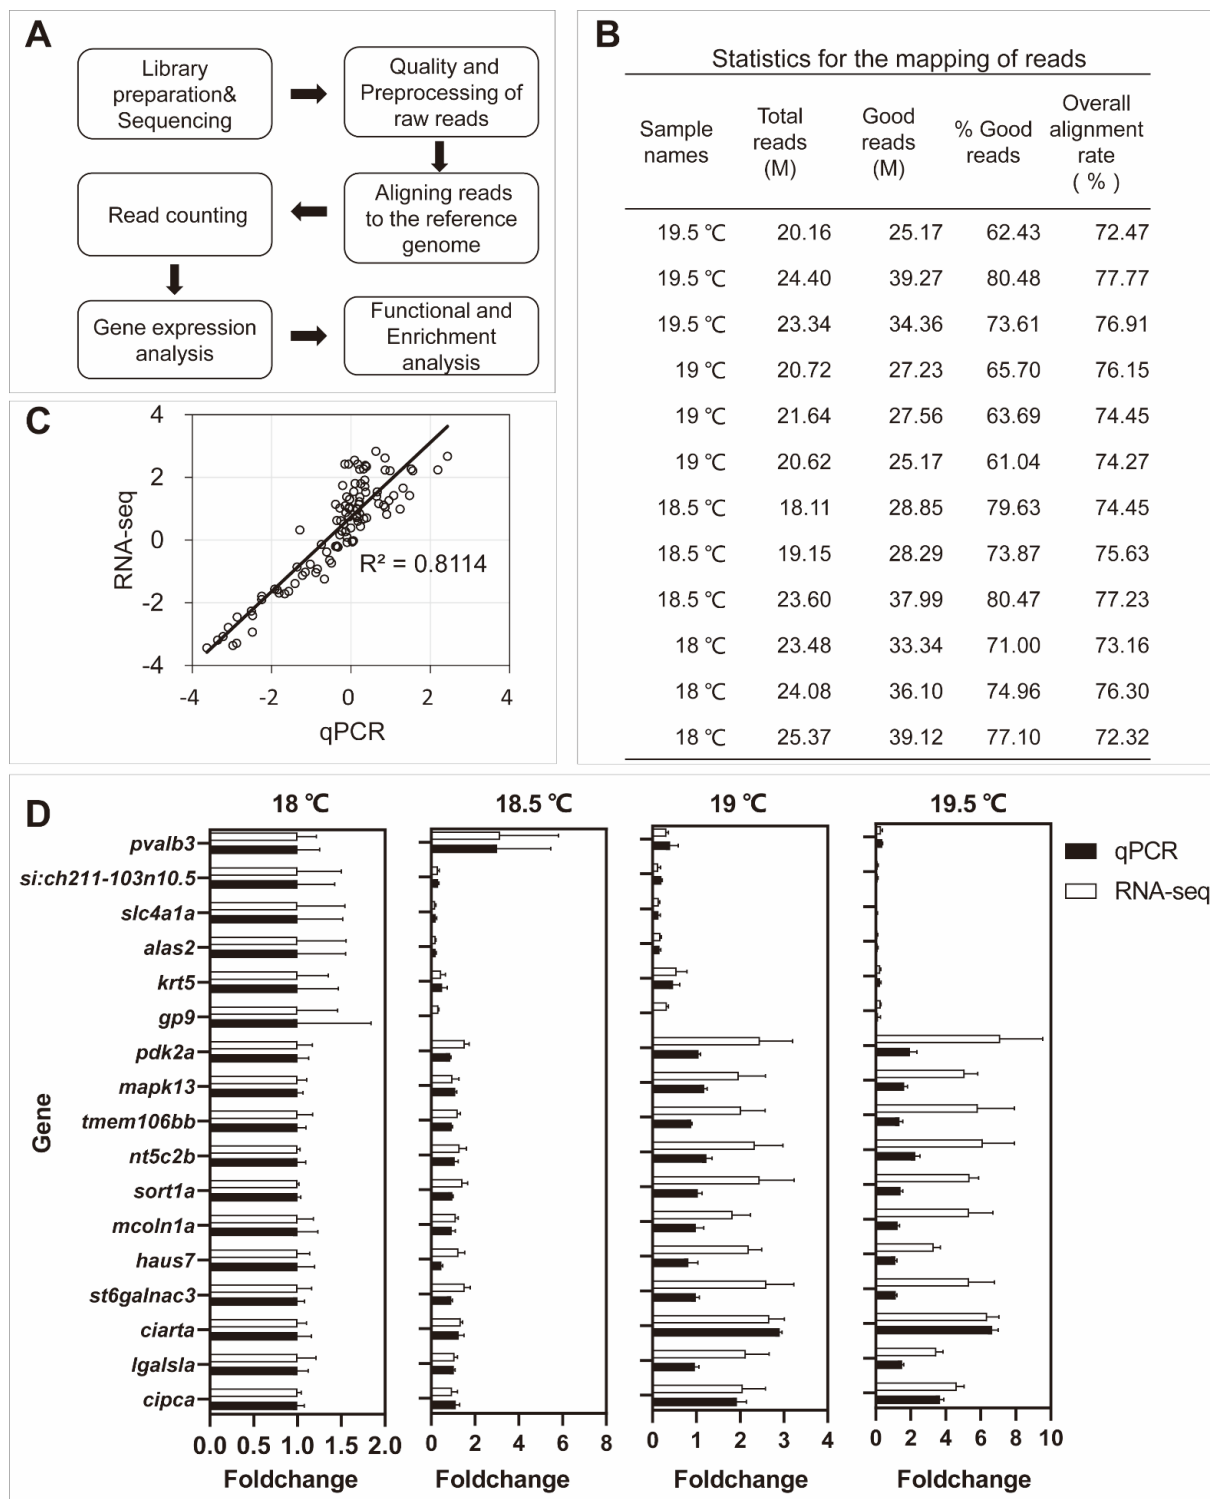 A
Library
preparation&
Sequencing
Quality and
Preprocessing of
raw reads
Read counting
Aligning reads
to the reference
genome
Gene expression
analysis
Functional and
Enrichment
analysis
B
Statistics for the mapping of reads
Sample names Total reads (M) Good reads (M) % Good reads Overall alignment rate ( % )
19.5 ℃ 20.16 25.17 62.43 72.47
19.5 ℃ 24.40 39.27 80.48 77.77
19.5 ℃ 23.34 34.36 73.61 76.91
19 ℃ 20.72 27.23 65.70 76.15
19 ℃ 21.64 27.56 63.69 74.45
19 ℃ 20.62 25.17 61.04 74.27
18.5 ℃ 18.11 28.85 79.63 74.45
18.5 ℃ 19.15 28.29 73.87 75.63
18.5 ℃ 23.60 37.99 80.47 77.23
18 ℃ 23.48 33.34 71.00 73.16
18 ℃ 24.08 36.10 74.96 76.30
18 ℃ 25.37 39.12 77.10 72.32
C
RNA-seq
4
2
0
-2
-4
R² = 0.8114
-4 -2 0 2 4
qPCR
D
18 ℃ 18.5 ℃ 19 ℃ 19.5 ℃
Gene
pvalb3
si:ch211-103n10.5
slc4a1a
alas2
krt5
gp9
pdk2a
mapk13
tmem106bb
nt5c2b
sort1a
mcoln1a
haus7
st6galnac3
ciarta
lgalsla
cipca
qPCR
RNA-seq
0.0 0.5 1.0 1.5 2.0
0 2 4 6 8
0 1 2 3 4
0 2 4 6 8 10
Foldchange Foldchange Foldchange Foldchange